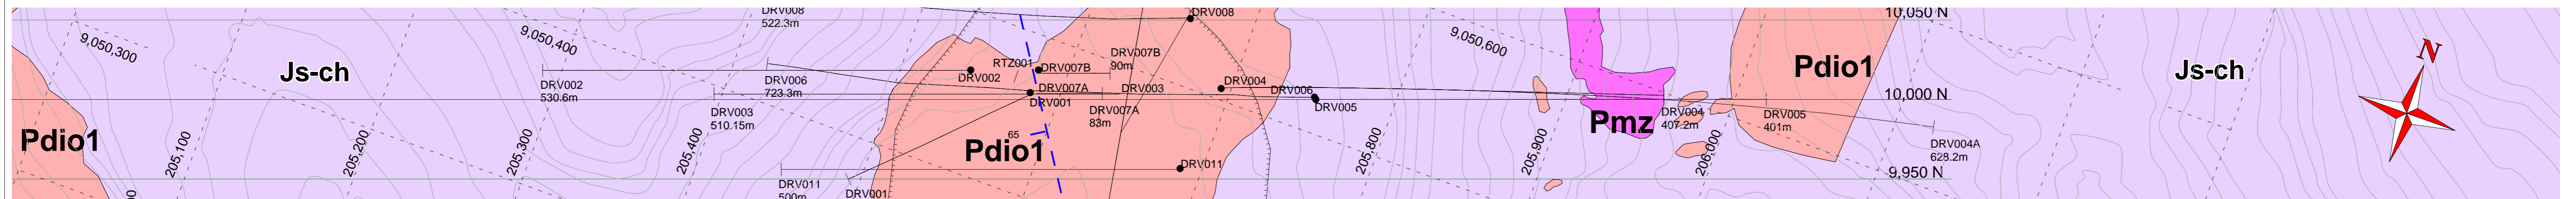 DRV008
522.3m
DRV008
10,050 N
9,050,300
9,050,400
9,050,600
N
Js-ch
DRV002
530.6m
DRV006
723.3m
DRV002
RTZ001
DRV007B
DRV007B
90m
DRV007A
DRV001
DRV003
DRV004
DRV006
DRV005
Pdio1
Js-ch
10,000 N
DRV003
510.15m
DRV007A
83m
Pmz
DRV004
407.2m
DRV005
401m
Pdio1
65
Pdio1
205,100
205,200
205,300
205,400
205,800
205,900
206,000
DRV004A
628.2m
DRV011
9,950 N
DRV011
500m
DRV001